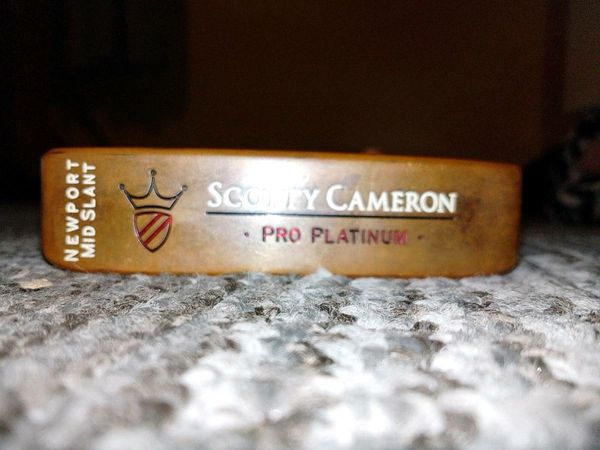 NEWPORT
MID SLANT
SCOTTY CAMERON
· PRO PLATINUM ·